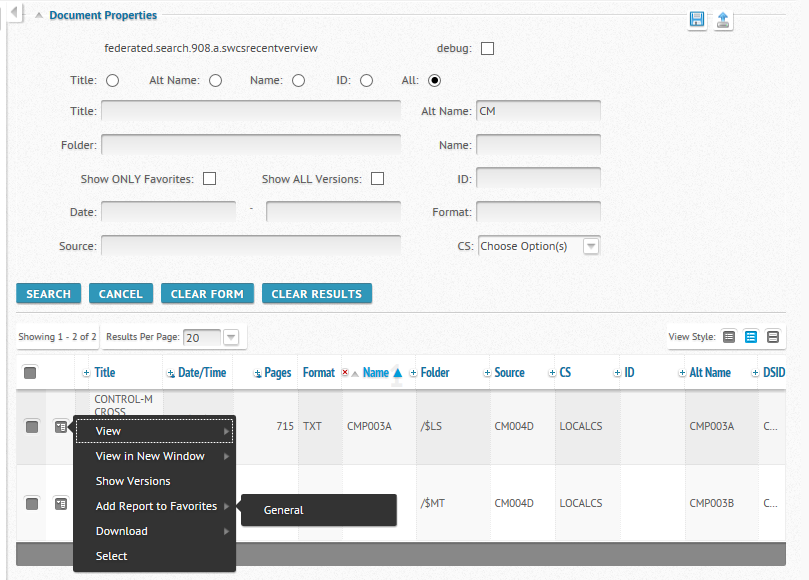 Document Properties
federated.search.908.a.swcsrecentverview debug:
Title: Alt Name: Name: ID: All:
Title: Alt Name: CM
Folder: Name:
Show ONLY Favorites: Show ALL Versions: ID:
Date: - Format:
Source: CS: Choose Option(s)
SEARCH CANCEL CLEAR FORM CLEAR RESULTS
Showing 1 - 2 of 2 Results Per Page: 20 View Style:
Title Date/Time Pages Format Name Folder Source CS ID Alt Name DSID
CONTROL-M
CROSS
715 TXT CMP003A /$LS CM004D LOCALCS CMP003A C...
View
View in New Window
Show Versions
/$MT CM004D LOCALCS CMP003B C...
Add Report to Favorites General
Download
Select